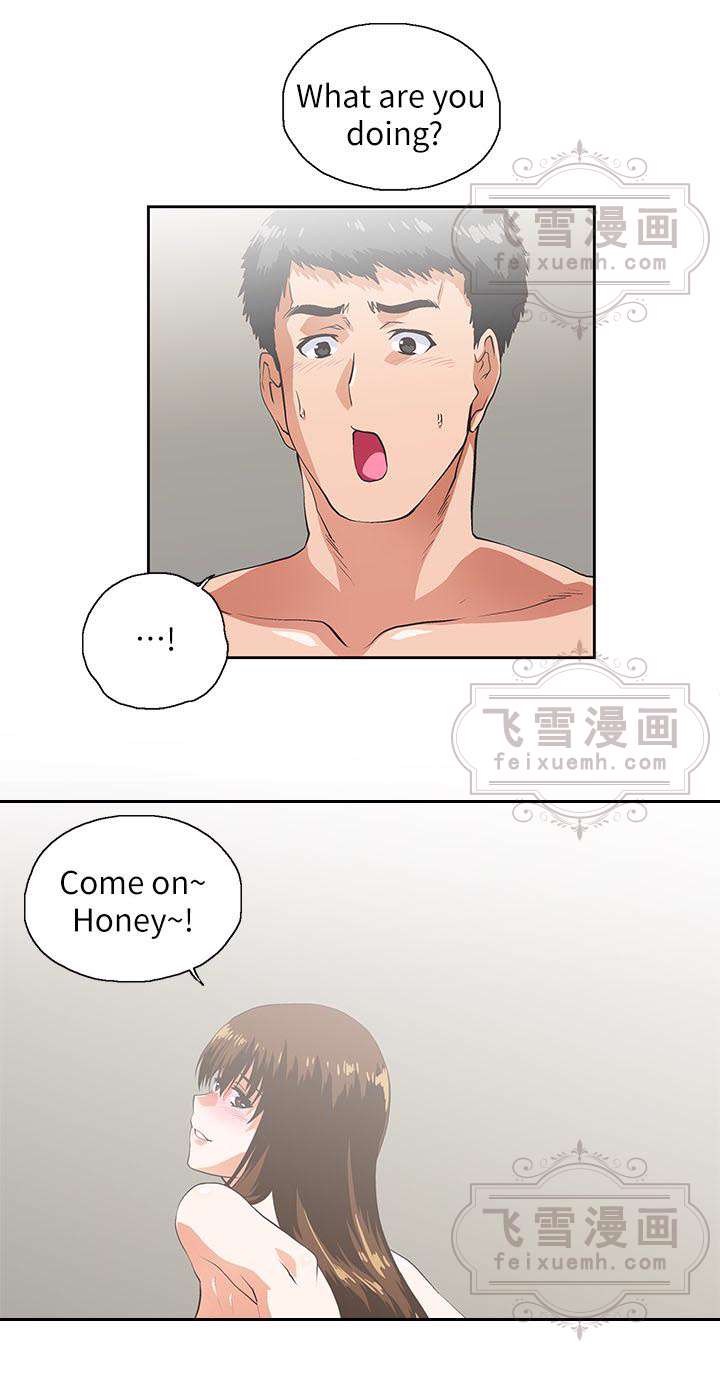 What are you
doing?
飞雪漫画
feixuemh.com
…!
飞雪漫画
feixuemh.com
Come on~
Honey~!
飞雪漫画
feixuemh.com